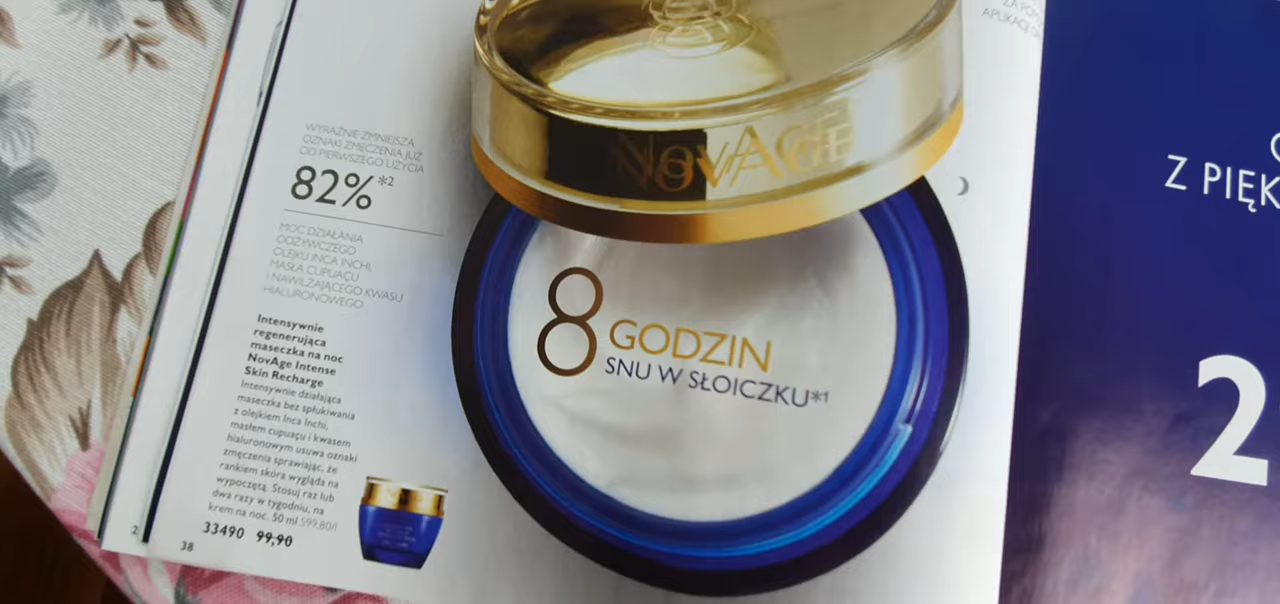 WYRAŹNIE ZMNIEJSZA
OZNAKI ZMĘCZENIA JUŻ
OD PIERWSZEGO UŻYCIA
82%*2
MOC DZIAŁANIA
ODŻYWCZEGO
OLEJKU INCA INCHI,
MASŁA CUPUAÇU
I NAWILŻAJĄCEGO KWASU
HIALURONOWEGO
Intensywnie
regenerująca
maseczka na noc
NovAge Intense
Skin Recharge
Intensywnie działająca
maseczka bez spłukiwania
z olejkiem Inca Inchi,
masłem cupuaçu i kwasem
hialuronowym usuwa oznaki
zmęczenia sprawiając, że
rankiem skóra wygląda na
wypoczętą. Stosuj raz lub
dwa razy w tygodniu, na
krem na noc. 50 ml 599,80/l
33490 99,90
38
2
NOVAGE
8 GODZIN
SNU W SŁOICZKU*1
APLIKACJI
Z PIĘK
2